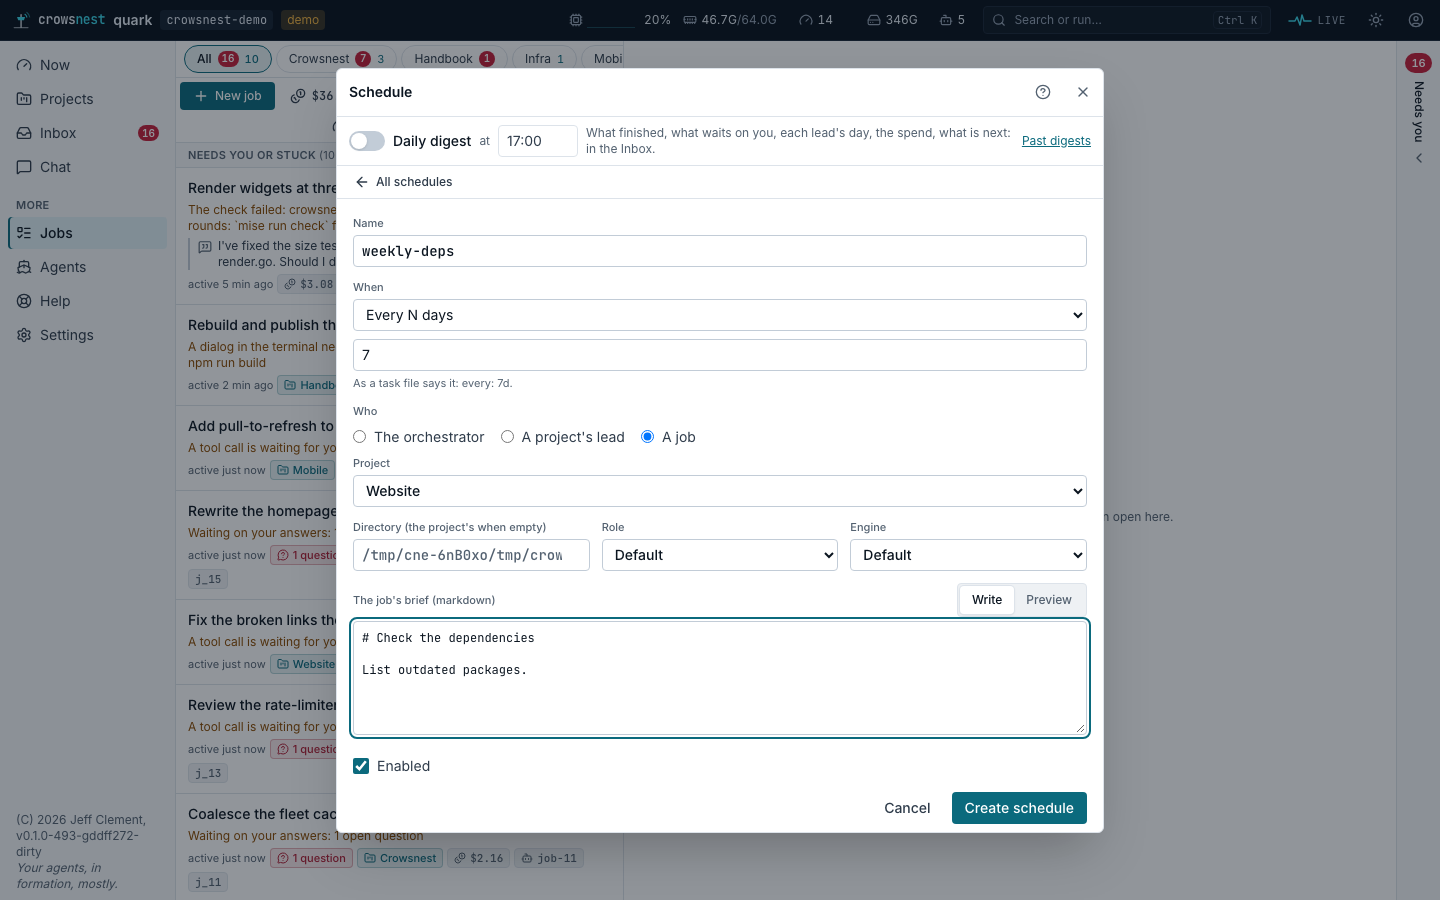 crowsnest quark crowsnest-demo demo 20% 46.7G/64.0G 14 346G 5 Search or run... Ctrl K LIVE
Now
Projects
Inbox 16
Chat
MORE
Jobs
Agents
Help
Settings
(C) 2026 Jeff Clement,
v0.1.0-493-gddff272-
dirty
Your agents, in
formation, mostly.
All 16 10 Crowsnest 7 3 Handbook 1 Infra 1 Mobi
New job $36
NEEDS YOU OR STUCK (10
Render widgets at thre
The check failed: crowsne
rounds: `mise run check` f
I've fixed the size tes
render.go. Should I d
active 5 min ago $3.08
Rebuild and publish th
A dialog in the terminal ne
npm run build
active 2 min ago Handb
Add pull-to-refresh to
A tool call is waiting for yo
active just now Mobile
Rewrite the homepage
Waiting on your answers:
active just now 1 questio
j_15
Fix the broken links the
A tool call is waiting for yo
active just now Website
Review the rate-limiter
A tool call is waiting for yo
active just now 1 questio
j_13
Coalesce the fleet cac
Waiting on your answers: 1 open question
active just now 1 question Crowsnest $2.16 job-11
j_11
Schedule
Daily digest at 17:00 What finished, what waits on you, each lead's day, the spend, what is next:
in the Inbox.
Past digests
All schedules
Name
weekly-deps
When
Every N days
7
As a task file says it: every: 7d.
Who
The orchestrator A project's lead A job
Project
Website
Directory (the project's when empty) Role Engine
/tmp/cne-6nB0xo/tmp/crow Default Default
The job's brief (markdown) Write Preview
# Check the dependencies
List outdated packages.
Enabled
Cancel Create schedule
n open here.
16
Needs you